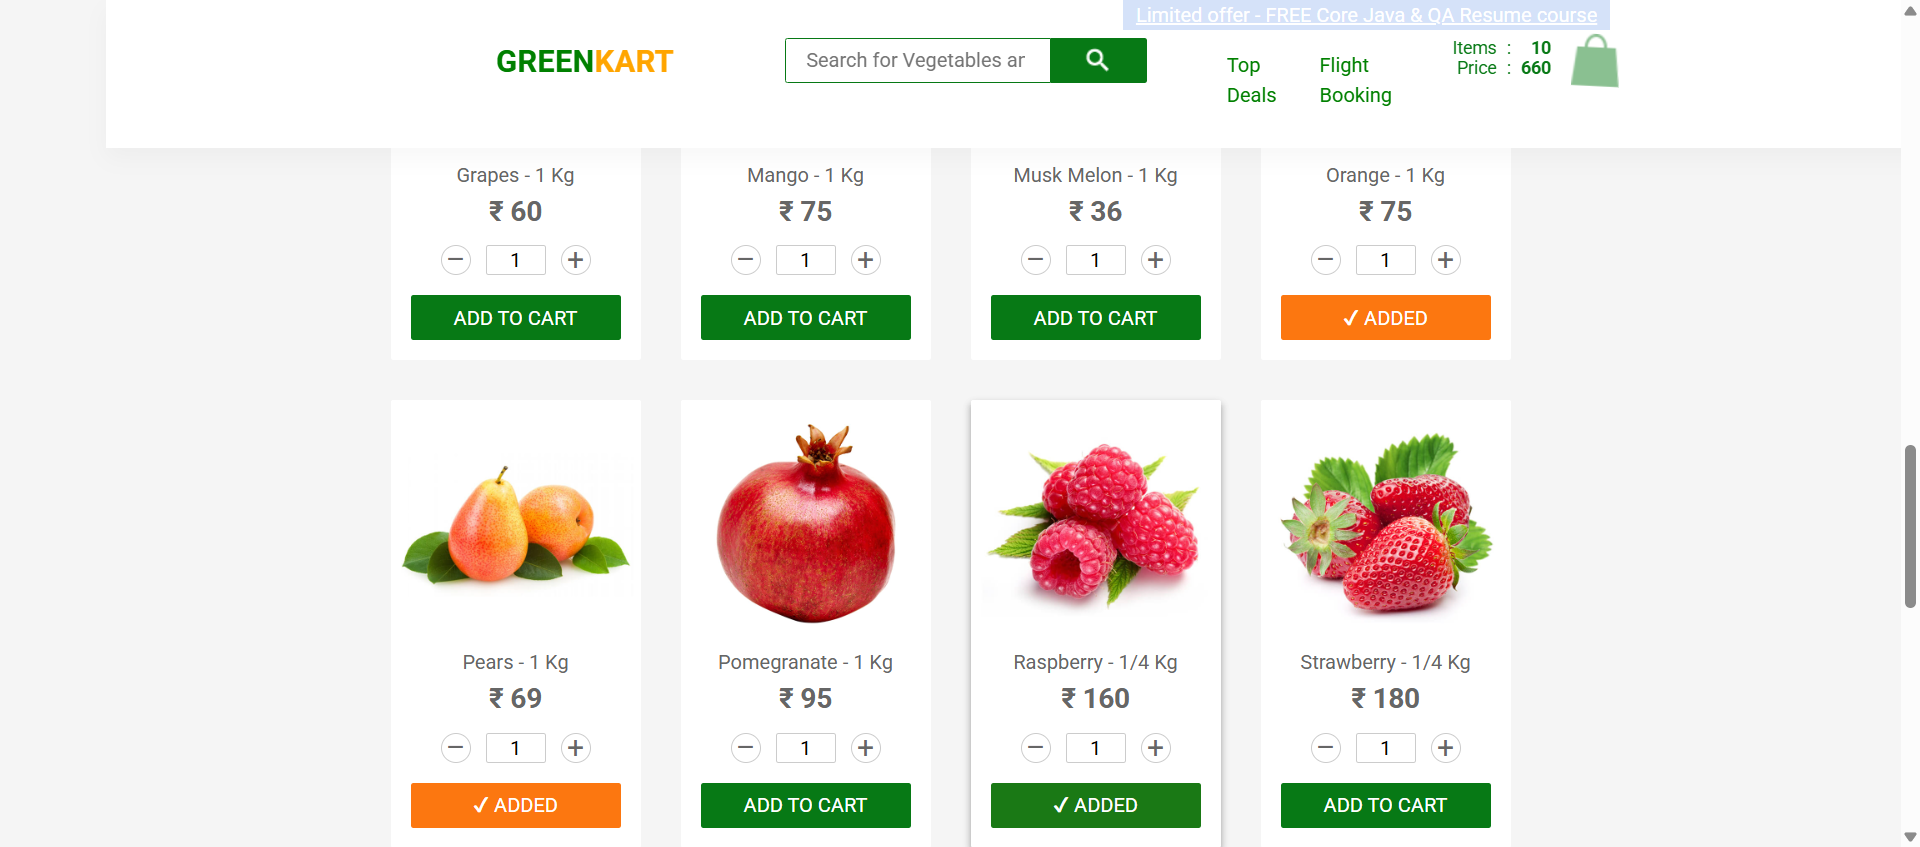 Limited offer - FREE Core Java & QA Resume course
GREENKART
Search for Vegetables ar
Top Deals
Flight Booking
Items : 10
Price : 660
Grapes - 1 Kg
₹ 60
− 1 +
ADD TO CART
Mango - 1 Kg
₹ 75
− 1 +
ADD TO CART
Musk Melon - 1 Kg
₹ 36
− 1 +
ADD TO CART
Orange - 1 Kg
₹ 75
− 1 +
✓ ADDED
Pears - 1 Kg
₹ 69
− 1 +
✓ ADDED
Pomegranate - 1 Kg
₹ 95
− 1 +
ADD TO CART
Raspberry - 1/4 Kg
₹ 160
− 1 +
✓ ADDED
Strawberry - 1/4 Kg
₹ 180
− 1 +
ADD TO CART